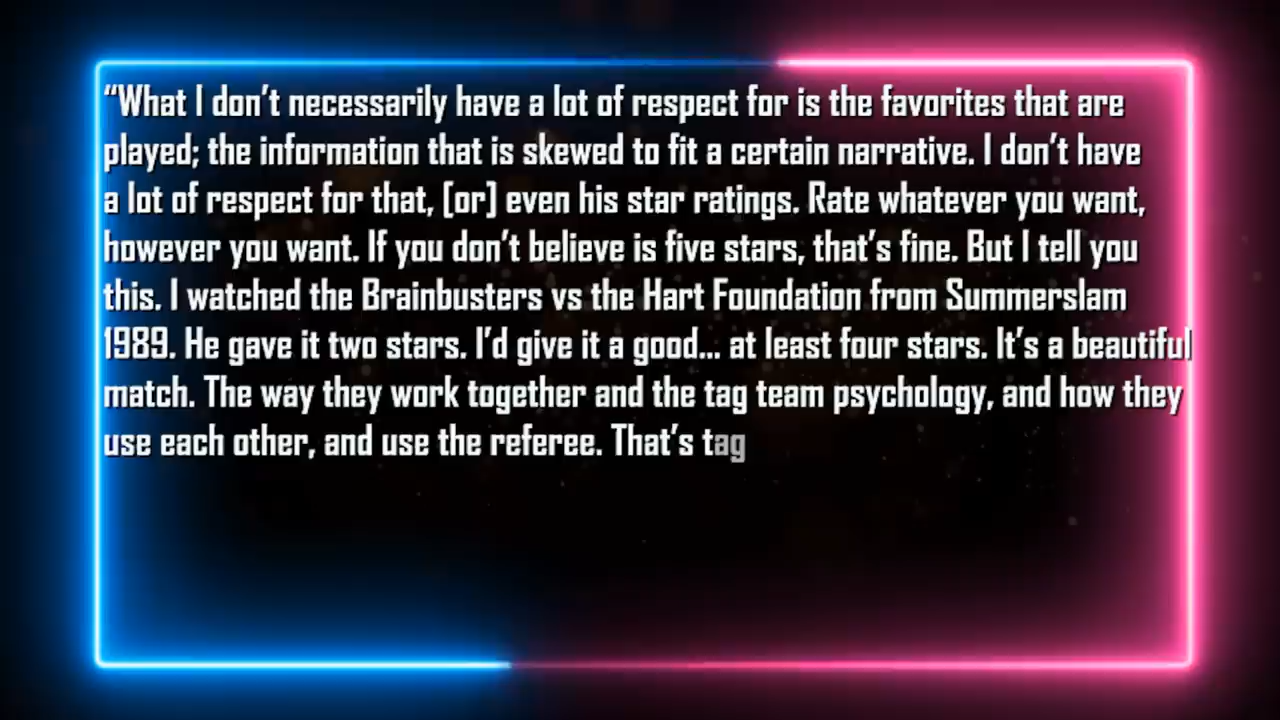 “What I don’t necessarily have a lot of respect for is the favorites that are
played; the information that is skewed to fit a certain narrative. I don’t have
a lot of respect for that, [or] even his star ratings. Rate whatever you want,
however you want. If you don’t believe is five stars, that’s fine. But I tell you
this. I watched the Brainbusters vs the Hart Foundation from Summerslam
1989. He gave it two stars. I’d give it a good... at least four stars. It’s a beautiful
match. The way they work together and the tag team psychology, and how they
use each other, and use the referee. That’s tag